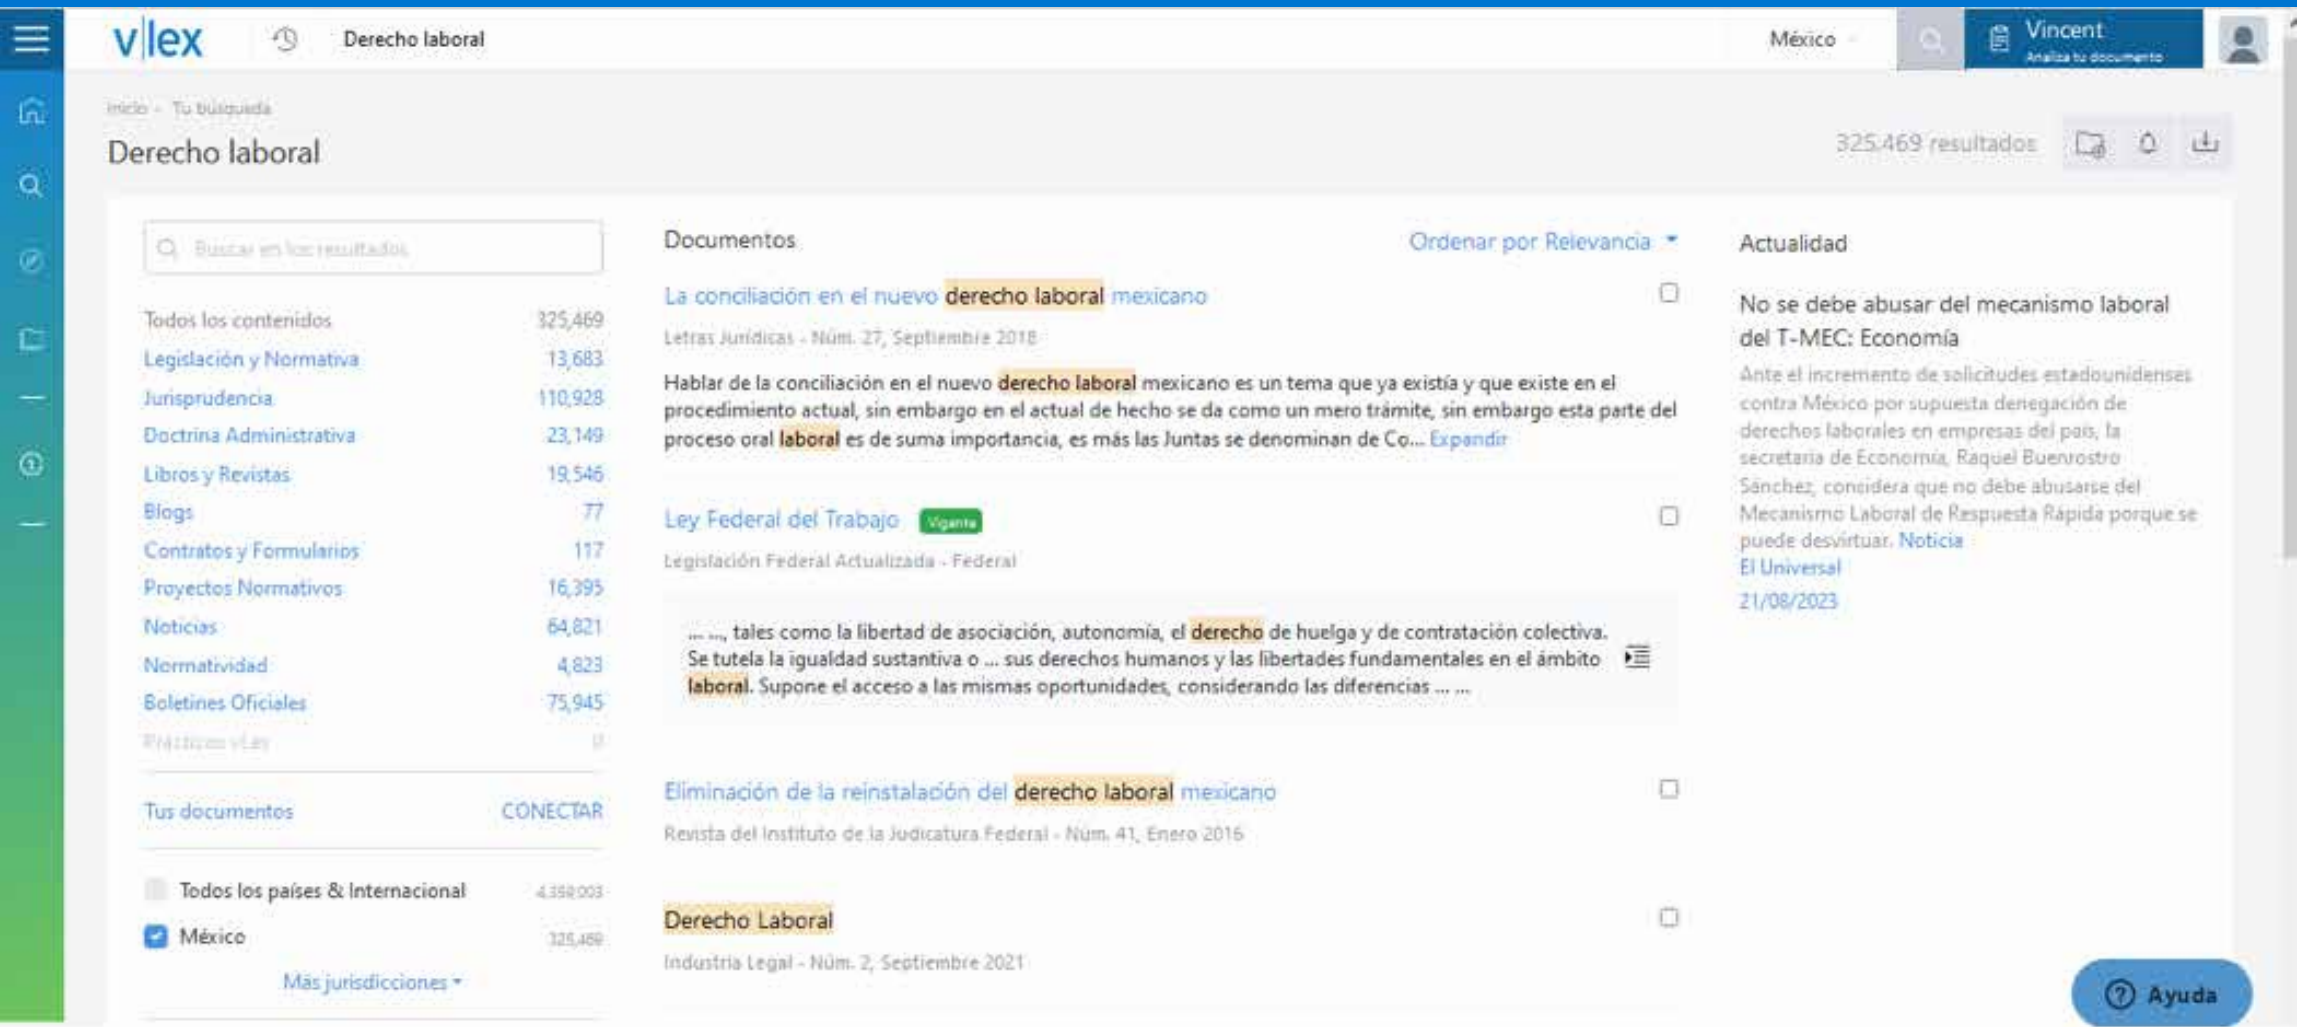 vlex
Derecho laboral
México
Vincent
Analiza tu documento
Inicio - Tu búsqueda
Derecho laboral
325,469 resultados
Buscar en los resultados
Todos los contenidos 325,469
Legislación y Normativa 13,683
Jurisprudencia 110,928
Doctrina Administrativa 23,149
Libros y Revistas 19,546
Blogs 77
Contratos y Formularios 117
Proyectos Normativos 16,395
Noticias 64,821
Normatividad 4,823
Boletines Oficiales 75,945
Prácticos vLex 0
Tus documentos CONECTAR
Todos los países & Internacional 4,359,003
México 325,469
Más jurisdicciones
Documentos
Ordenar por Relevancia
La conciliación en el nuevo derecho laboral mexicano
Letras Jurídicas - Núm. 27, Septiembre 2018
Hablar de la conciliación en el nuevo derecho laboral mexicano es un tema que ya existía y que existe en el
procedimiento actual, sin embargo en el actual de hecho se da como un mero trámite, sin embargo esta parte del
proceso oral laboral es de suma importancia, es más las Juntas se denominan de Co... Expandir
Ley Federal del Trabajo Vigente
Legislación Federal Actualizada - Federal
... ..., tales como la libertad de asociación, autonomía, el derecho de huelga y de contratación colectiva.
Se tutela la igualdad sustantiva o ... sus derechos humanos y las libertades fundamentales en el ámbito
laboral. Supone el acceso a las mismas oportunidades, considerando las diferencias ... ...
Eliminación de la reinstalación del derecho laboral mexicano
Revista del Instituto de la Judicatura Federal - Núm. 41, Enero 2016
Derecho Laboral
Industria Legal - Núm. 2, Septiembre 2021
Actualidad
No se debe abusar del mecanismo laboral
del T-MEC: Economía
Ante el incremento de solicitudes estadounidenses
contra México por supuesta denegación de
derechos laborales en empresas del país, la
secretaria de Economía, Raquel Buenrostro
Sánchez, considera que no debe abusarse del
Mecanismo Laboral de Respuesta Rápida porque se
puede desvirtuar. Noticia
El Universal
21/08/2023
Ayuda